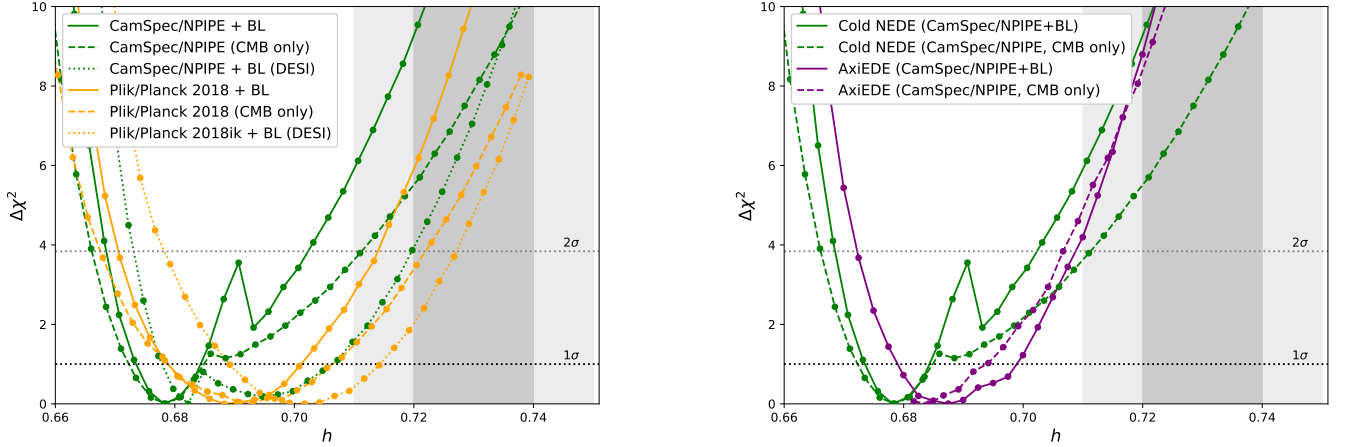 CamSpec/NPIPE + BL
CamSpec/NPIPE (CMB only)
CamSpec/NPIPE + BL (DESI)
Plik/Planck 2018 + BL
Plik/Planck 2018 (CMB only)
Plik/Planck 2018ik + BL (DESI)
10
8
6
4
2
0
Δχ²
2σ
1σ
0.66
0.68
0.70
0.72
0.74
h
Cold NEDE (CamSpec/NPIPE+BL)
Cold NEDE (CamSpec/NPIPE, CMB only)
AxiEDE (CamSpec/NPIPE+BL)
AxiEDE (CamSpec/NPIPE, CMB only)
10
8
6
4
2
0
Δχ²
2σ
1σ
0.66
0.68
0.70
0.72
0.74
h